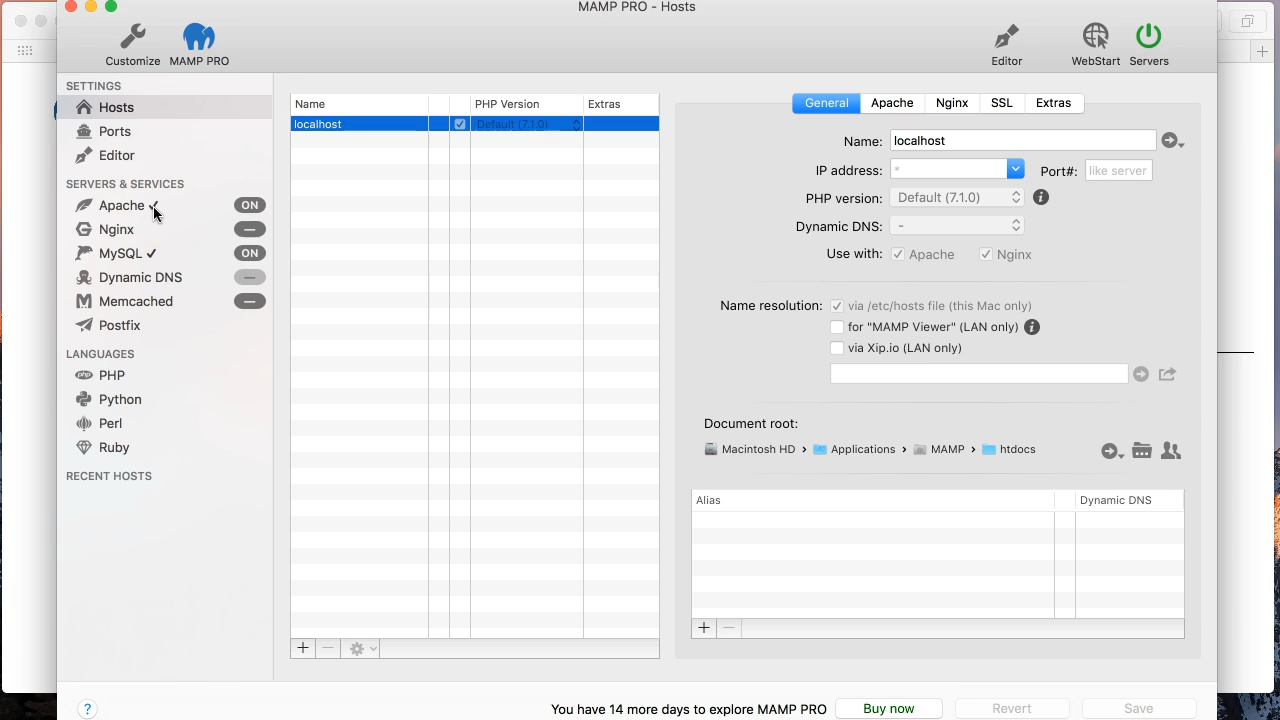 MAMP PRO - Hosts
Customize
MAMP PRO
Editor
WebStart
Servers
SETTINGS
Hosts
Ports
Editor
SERVERS & SERVICES
Apache ✓
ON
Nginx
MySQL ✓
ON
Dynamic DNS
Memcached
Postfix
LANGUAGES
php PHP
Python
Perl
Ruby
RECENT HOSTS
Name
PHP Version
Extras
localhost
Default (7.1.0)
General
Apache
Nginx
SSL
Extras
Name: localhost
IP address: *
Port#: like server
PHP version: Default (7.1.0)
Dynamic DNS: -
Use with: Apache Nginx
Name resolution: via /etc/hosts file (this Mac only)
for "MAMP Viewer" (LAN only)
via Xip.io (LAN only)
Document root:
Macintosh HD › Applications › MAMP › htdocs
Alias
Dynamic DNS
?
ave 14 more days to explore MAMP PRO
Revert
Save